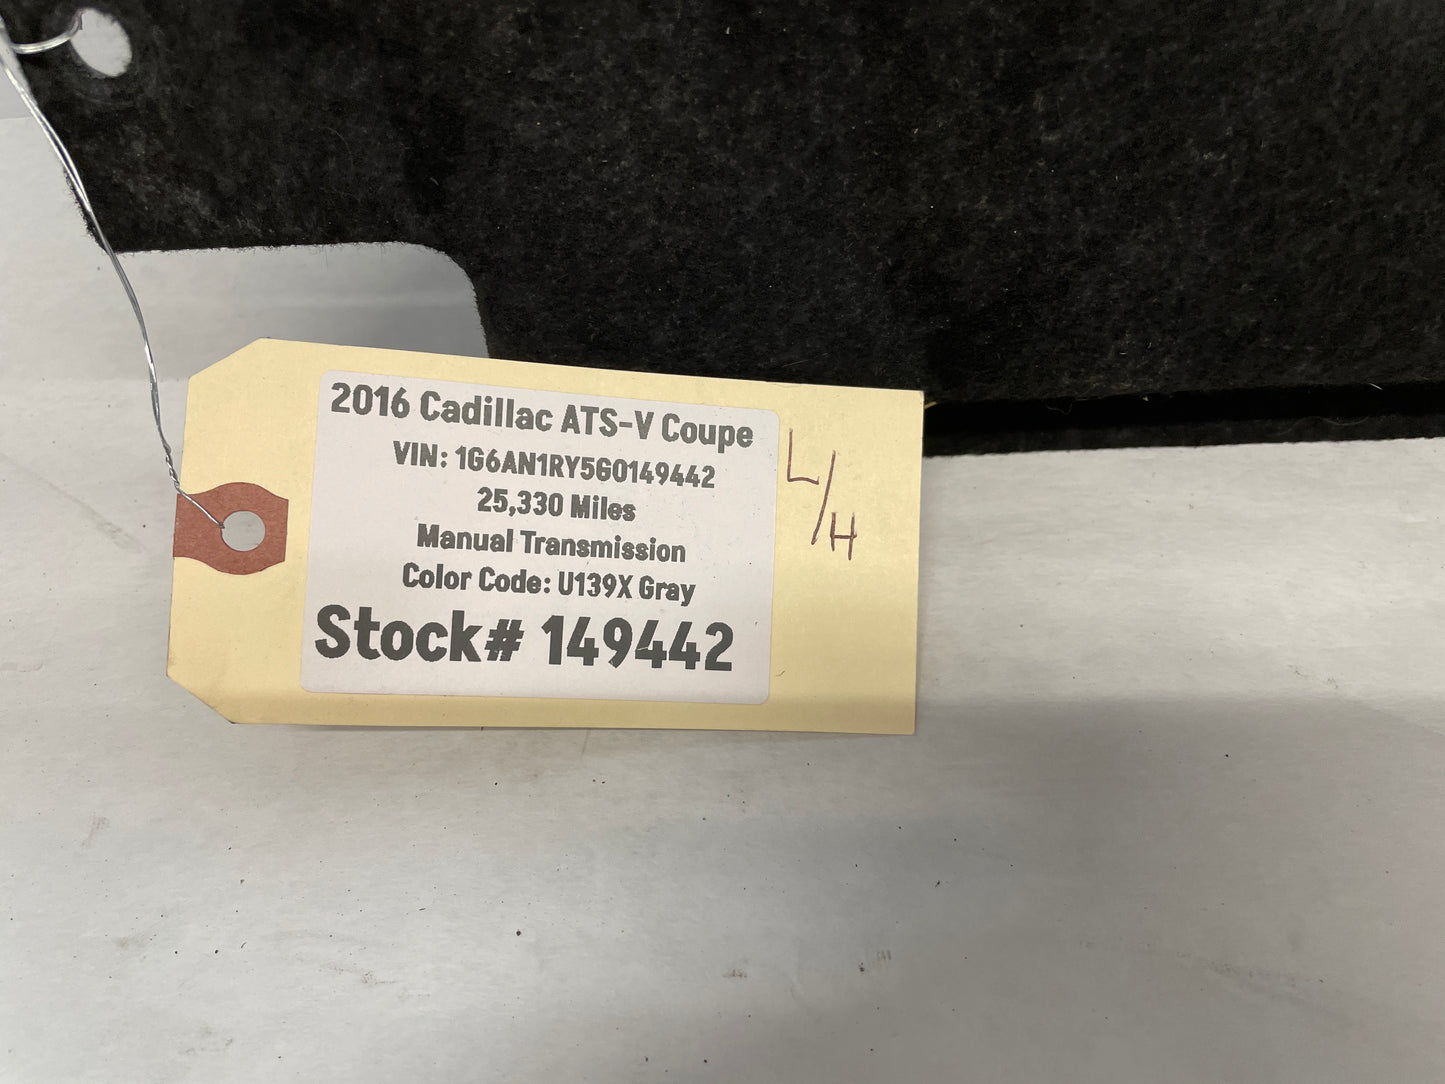 2016 Cadillac ATS-V Coupe
VIN: 1G6AN1RY5G0149442
25,330 Miles
Manual Transmission
Color Code: U139X Gray
Stock# 149442
L/H